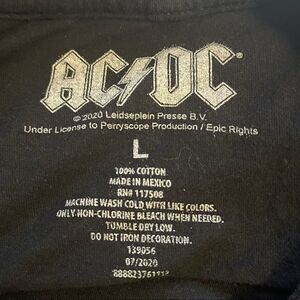 AC⚡DC®
©2020 Leidseplein Presse B.V.
Under License to Perryscope Production / Epic Rights
L
100% COTTON
MADE IN MEXICO
RN# 117508
MACHINE WASH COLD WITH LIKE COLORS.
ONLY NON-CHLORINE BLEACH WHEN NEEDED.
TUMBLE DRY LOW.
DO NOT IRON DECORATION.
139056
07/2020